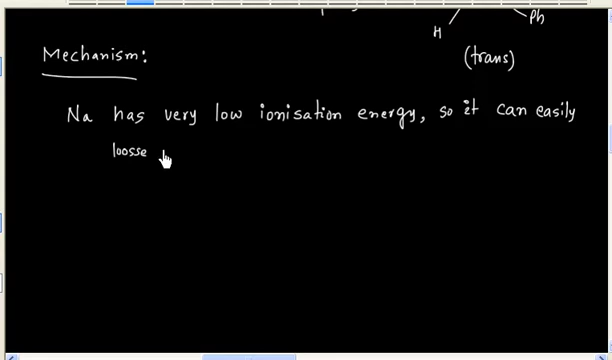 Ph
H
(trans)
Mechanism:
Na has very low ionisation energy, so it can easily
loosse